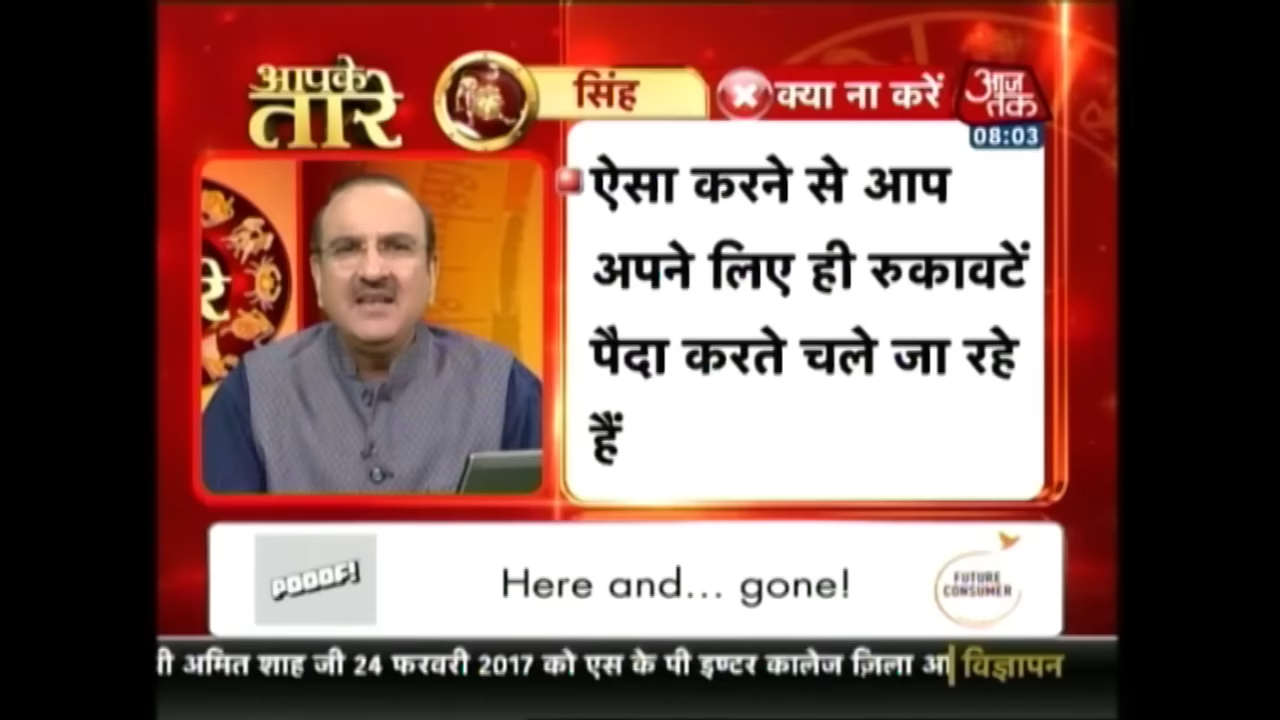 आपके
तारे
सिंह
क्या ना करें
आज
तक
08:03
ऐसा करने से आप
अपने लिए ही रुकावटें
पैदा करते चले जा रहे
हैं
POOOF!
Here and... gone!
FUTURE
CONSUMER
अमित शाह जी 24 फरवरी 2017 को एस के पी इण्टर कालेज ज़िला
विज्ञापन